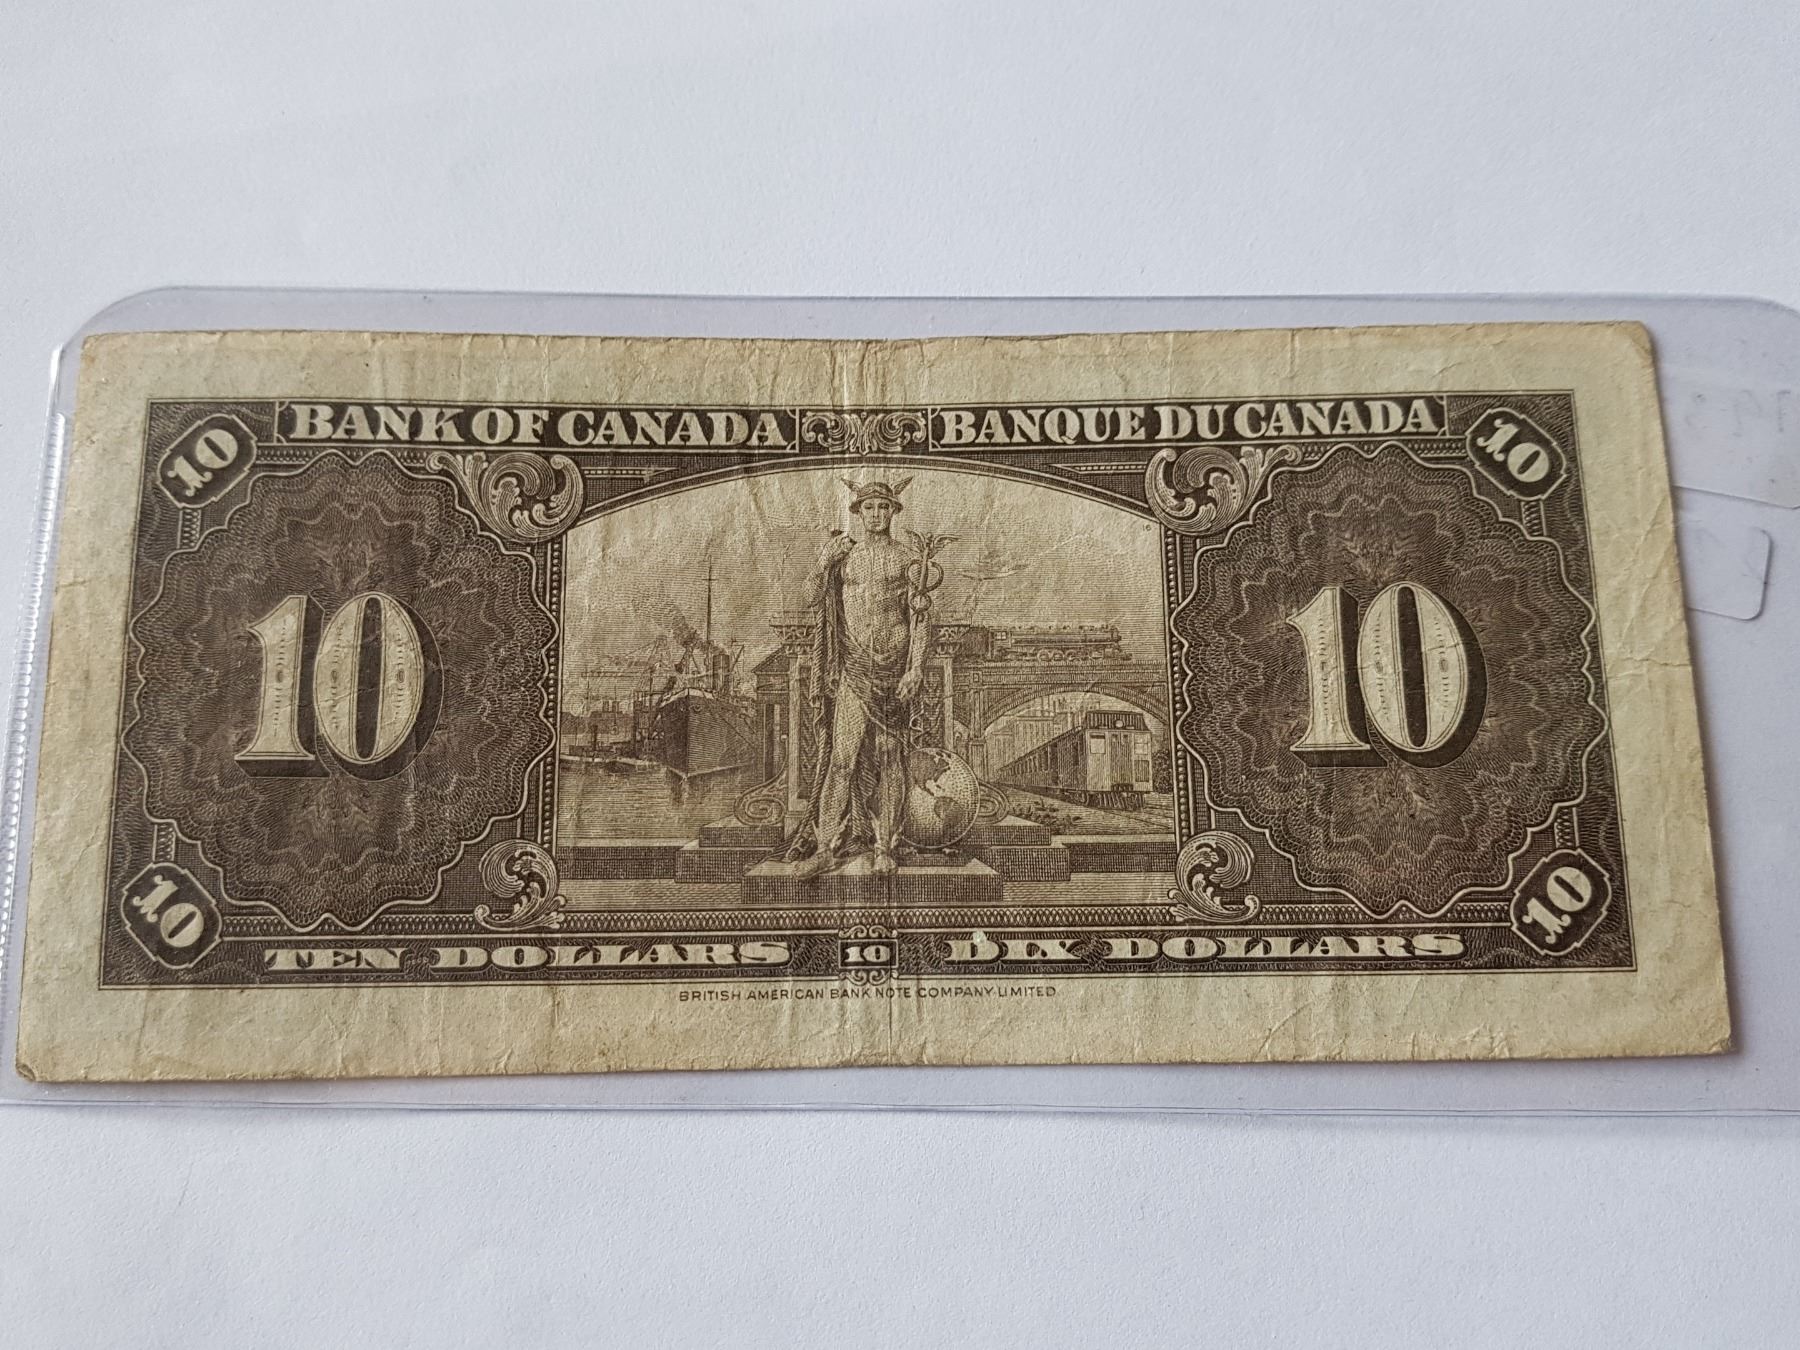 10 BANK OF CANADA BANQUE DU CANADA 10
16
10 10
10 TEN DOLLARS 10 DIX DOLLARS 10
BRITISH AMERICAN BANK NOTE COMPANY LIMITED